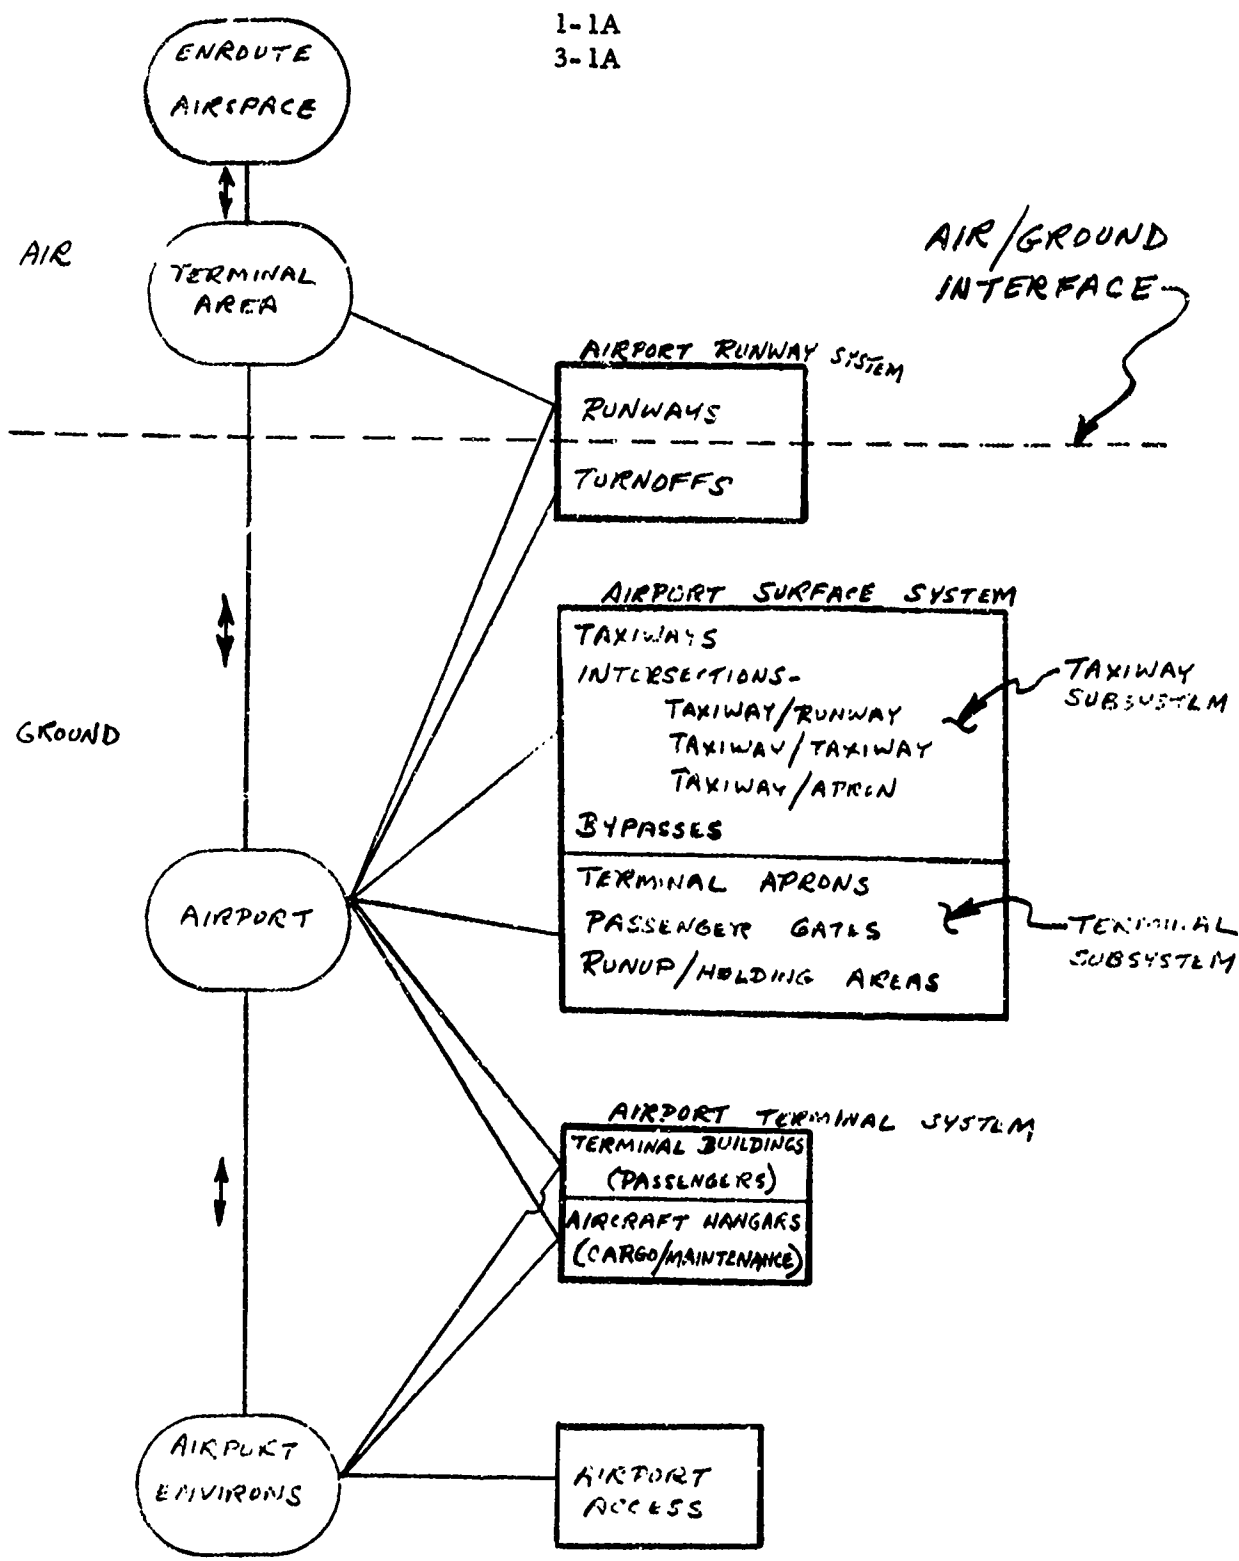 1-1A
3-1A
ENROUTE
AIRSPACE
AIR
TERMINAL
AREA
AIR/GROUND
INTERFACE
AIRPORT RUNWAY SYSTEM
RUNWAYS
TURNOFFS
AIRPORT SURFACE SYSTEM
TAXIWAYS
INTERSECTIONS-
TAXIWAY/RUNWAY
TAXIWAY/TAXIWAY
TAXIWAY/APRON
BYPASSES
TAXIWAY
SUBSYSTEM
GROUND
AIRPORT
TERMINAL APRONS
PASSENGER GATES
RUNUP/HOLDING AREAS
TERMINAL
SUBSYSTEM
AIRPORT TERMINAL SYSTEM
TERMINAL BUILDINGS
(PASSENGERS)
AIRCRAFT HANGARS
(CARGO/MAINTENANCE)
AIRPORT
ENVIRONS
AIRPORT
ACCESS